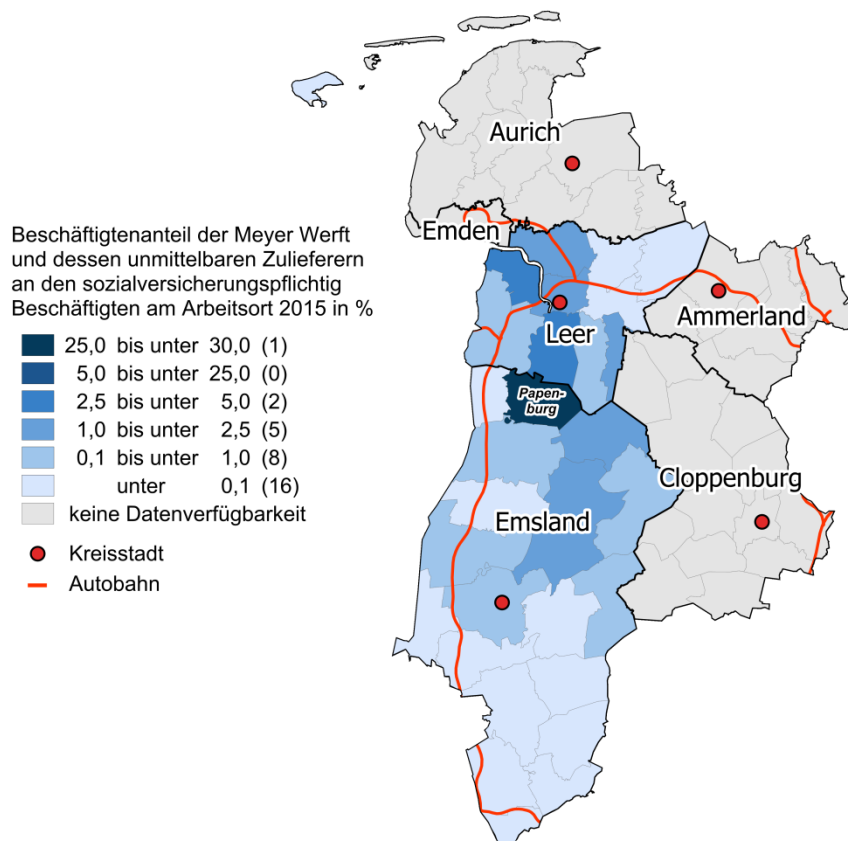 Aurich
Emden
Beschäftigtenanteil der Meyer Werft
und dessen unmittelbaren Zulieferern
an den sozialversicherungspflichtig
Beschäftigten am Arbeitsort 2015 in %
Ammerland
Leer
25,0 bis unter 30,0 (1)
5,0 bis unter 25,0 (0)
2,5 bis unter 5,0 (2)
1,0 bis unter 2,5 (5)
0,1 bis unter 1,0 (8)
unter 0,1 (16)
keine Datenverfügbarkeit
Kreisstadt
Autobahn
Papen-
burg
Cloppenburg
Emsland